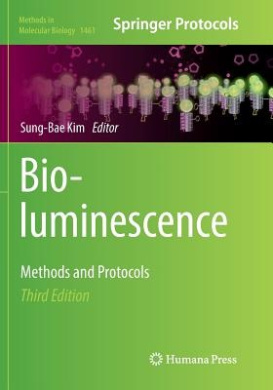 Methods in
Molecular Biology 1461
Springer Protocols
Sung-Bae Kim Editor
Bio-
luminescence
Methods and Protocols
Third Edition
Humana Press